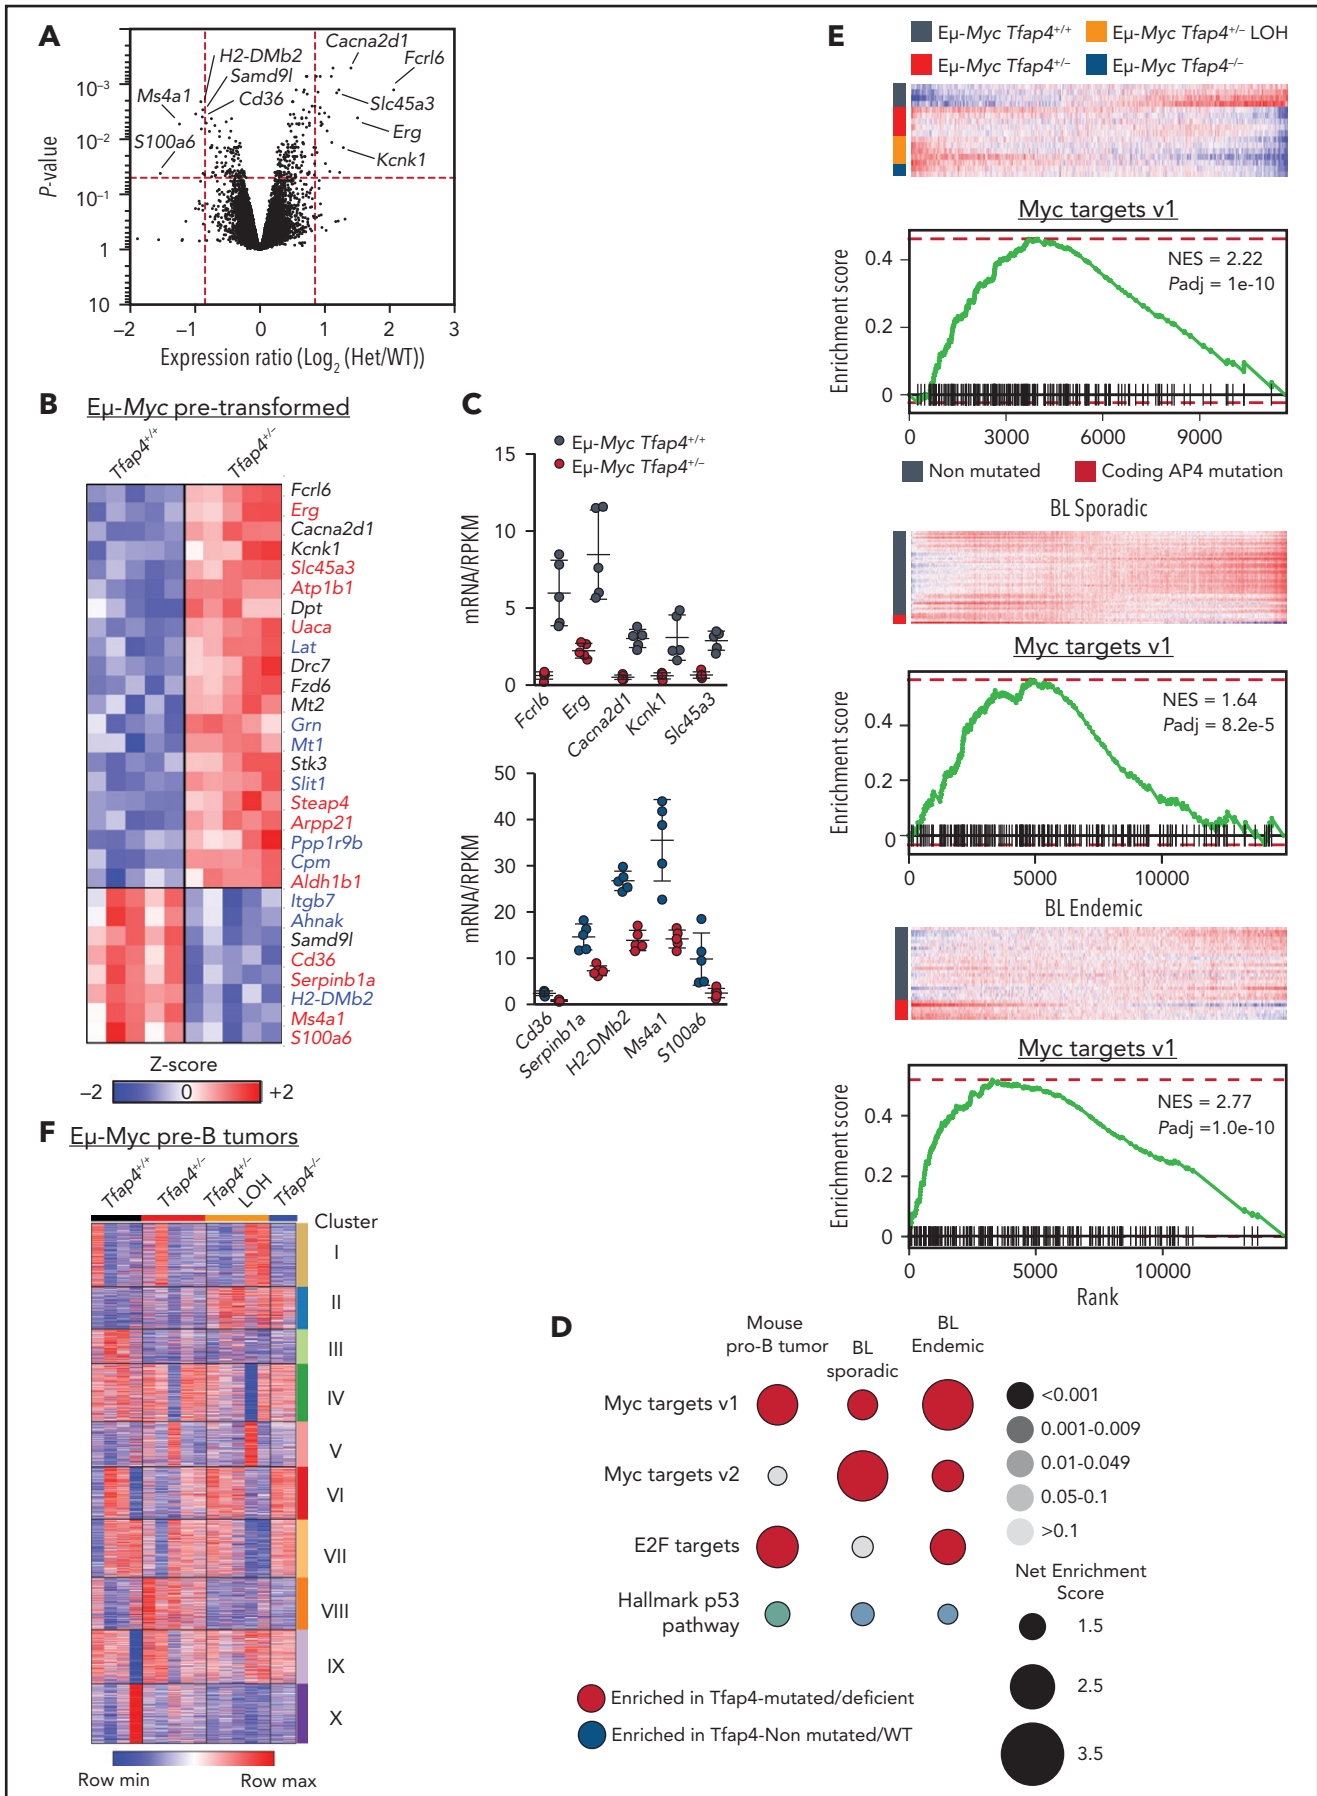 A
P-value
10⁻³
10⁻²
10⁻¹
1
10
–2
–1
0
1
2
3
Expression ratio (Log₂ (Het/WT))
H2-DMb2
Samd9l
Cd36
Ms4a1
S100a6
Cacna2d1
Fcrl6
Slc45a3
Erg
Kcnk1
B
Eμ-Myc pre-transformed
Tfap4⁺/⁺
Tfap4⁺/⁻
Fcrl6
Erg
Cacna2d1
Kcnk1
Slc45a3
Atp1b1
Dpt
Uaca
Lat
Drc7
Fzd6
Mt2
Grn
Mt1
Stk3
Slit1
Steap4
Arpp21
Ppp1r9b
Cpm
Aldh1b1
Itgb7
Ahnak
Samd9l
Cd36
Serpinb1a
H2-DMb2
Ms4a1
S100a6
Z-score
–2
0
+2
C
Eμ-Myc Tfap4⁺/⁺
Eμ-Myc Tfap4⁺/⁻
mRNA/RPKM
15
10
5
0
Fcrl6
Erg
Cacna2d1
Kcnk1
Slc45a3
mRNA/RPKM
50
40
30
20
10
0
Cd36
Serpinb1a
H2-DMb2
Ms4a1
S100a6
D
Mouse
pro-B tumor
BL
sporadic
BL
Endemic
Myc targets v1
Myc targets v2
E2F targets
Hallmark p53
pathway
<0.001
0.001-0.009
0.01-0.049
0.05-0.1
>0.1
Net Enrichment
Score
1.5
2.5
3.5
Enriched in Tfap4-mutated/deficient
Enriched in Tfap4-Non mutated/WT
E
Eμ-Myc Tfap4⁺/⁺
Eμ-Myc Tfap4⁺/⁻ LOH
Eμ-Myc Tfap4⁺/⁻
Eμ-Myc Tfap4⁻/⁻
Myc targets v1
Enrichment score
0.4
0.2
0
NES = 2.22
Padj = 1e-10
0
3000
6000
9000
Non mutated
Coding AP4 mutation
BL Sporadic
Myc targets v1
Enrichment score
0.4
0.2
0
NES = 1.64
Padj = 8.2e-5
0
5000
10000
BL Endemic
Myc targets v1
Enrichment score
0.4
0.2
0
NES = 2.77
Padj =1.0e-10
0
5000
10000
Rank
F
Eμ-Myc pre-B tumors
Tfap4⁺/⁺
Tfap4⁺/⁻
Tfap4⁺/⁻
LOH
Tfap4⁻/⁻
Cluster
I
II
III
IV
V
VI
VII
VIII
IX
X
Row min
Row max